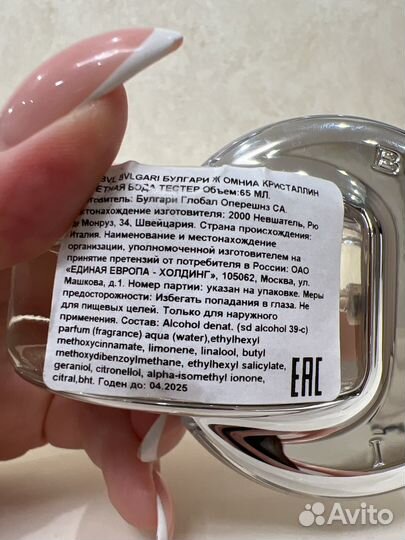 BVL BVLGARI БУЛГАРИ Ж ОМНИА КРИСТАЛЛИН
ТНАЯ ВОДА ТЕСТЕР Объем:65 МЛ.
отовитель: Булгари Глобал Оперешнз СА.
стонахождение изготовителя: 2000 Невшатель, Рю
е Монруз, 34, Швейцария. Страна происхождения:
Италия. Наименование и местонахождение
организации, уполномоченной изготовителем на
принятие претензий от потребителя в России: ОАО
«ЕДИНАЯ ЕВРОПА - ХОЛДИНГ», 105062, Москва, ул.
Машкова, д.1. Номер партии: указан на упаковке. Меры
предосторожности: Избегать попадания в глаза. Не
для пищевых целей. Только для наружного
применения. Состав: Alcohol denat. (sd alcohol 39-c)
parfum (fragrance) aqua (water),ethylhexyl
methoxycinnamate, limonene, linalool, butyl
methoxydibenzoylmethane, ethylhexyl salicylate,
geraniol, citronellol, alpha-isomethyl ionone,
citral,bht. Годен до: 04.2025
EAC
B
Avito